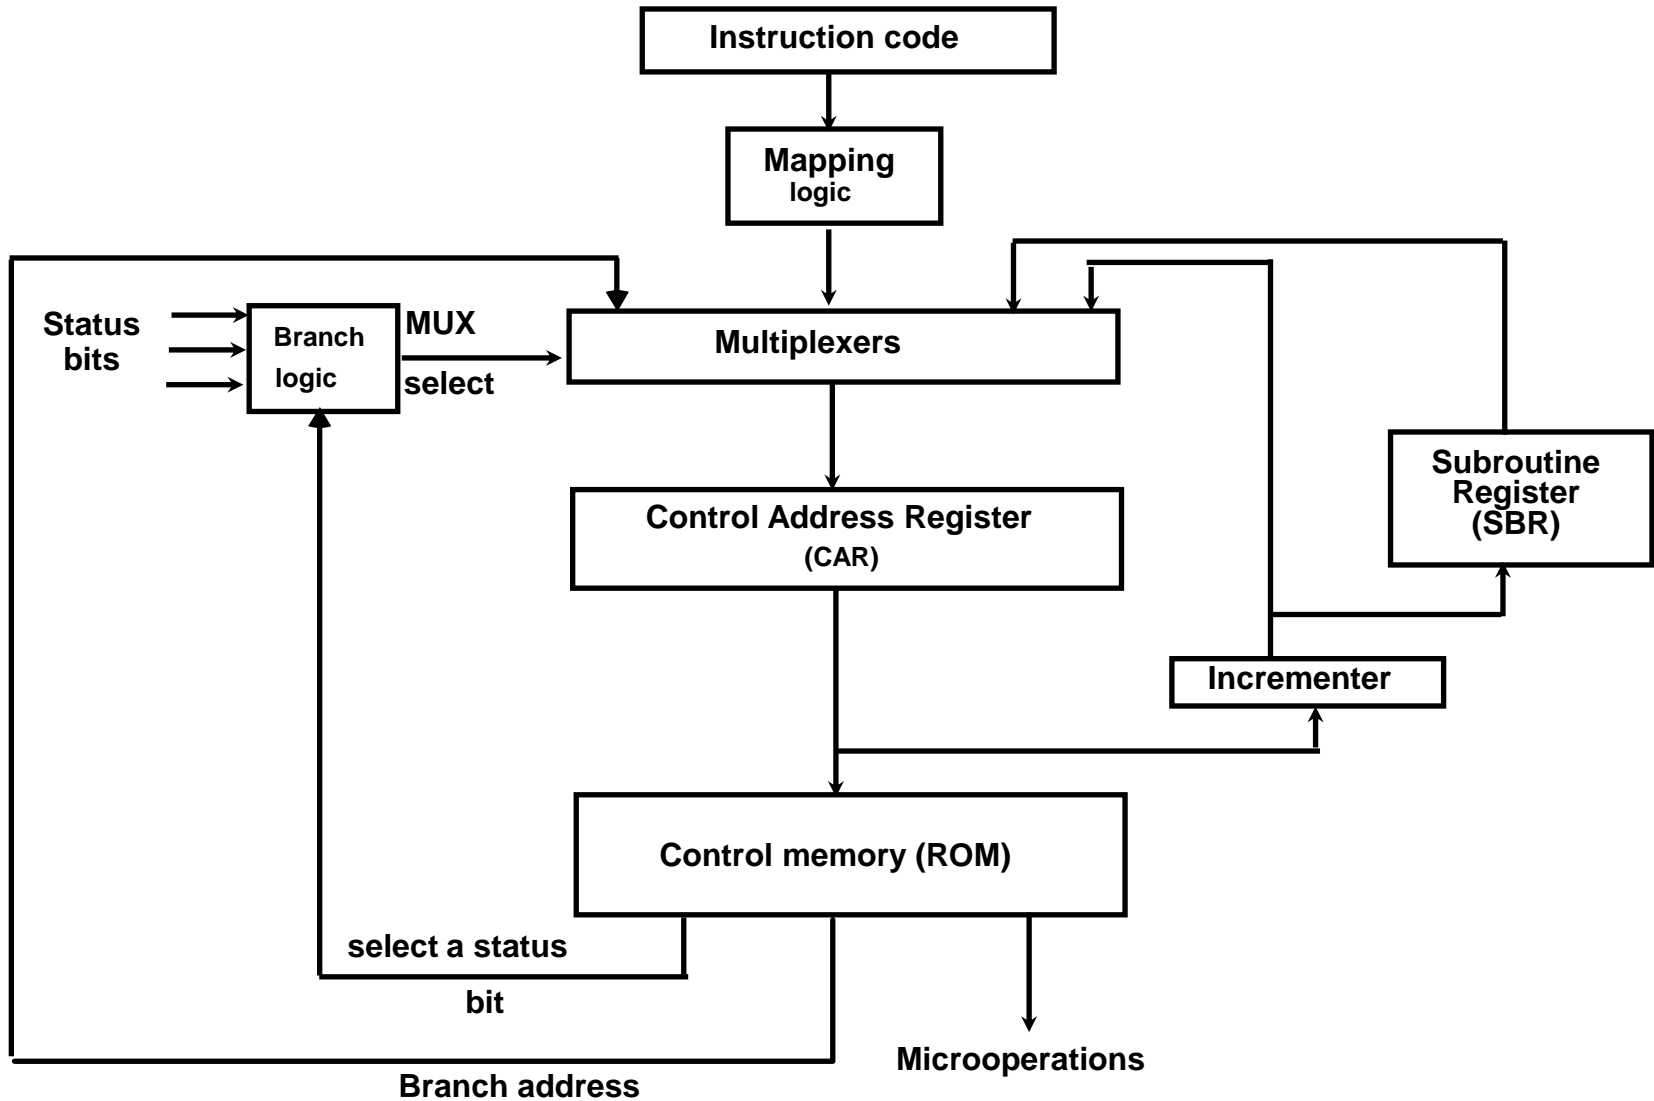 Instruction code
Mapping
logic
Status
bits
Branch
logic
MUX
select
Multiplexers
Control Address Register
(CAR)
Subroutine
Register
(SBR)
Incrementer
Control memory (ROM)
select a status
bit
Microoperations
Branch address